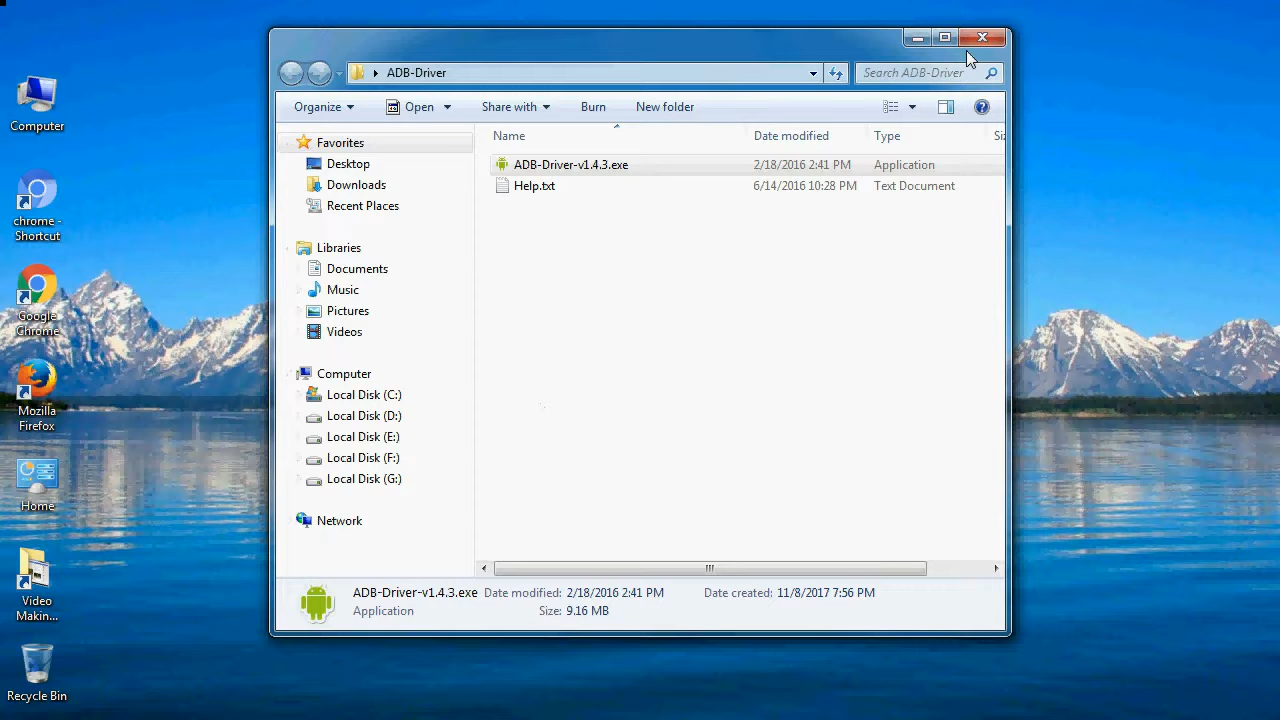 Computer
chrome -
Shortcut
Google
Chrome
Mozilla
Firefox
Home
Video
Makin...
Recycle Bin
ADB-Driver
Search ADB-Driver
Organize
Open
Share with
Burn
New folder
Favorites
Desktop
Downloads
Recent Places
Libraries
Documents
Music
Pictures
Videos
Computer
Local Disk (C:)
Local Disk (D:)
Local Disk (E:)
Local Disk (F:)
Local Disk (G:)
Network
Name Date modified Type Siz
ADB-Driver-v1.4.3.exe 2/18/2016 2:41 PM Application
Help.txt 6/14/2016 10:28 PM Text Document
ADB-Driver-v1.4.3.exe Date modified: 2/18/2016 2:41 PM Date created: 11/8/2017 7:56 PM
Application Size: 9.16 MB